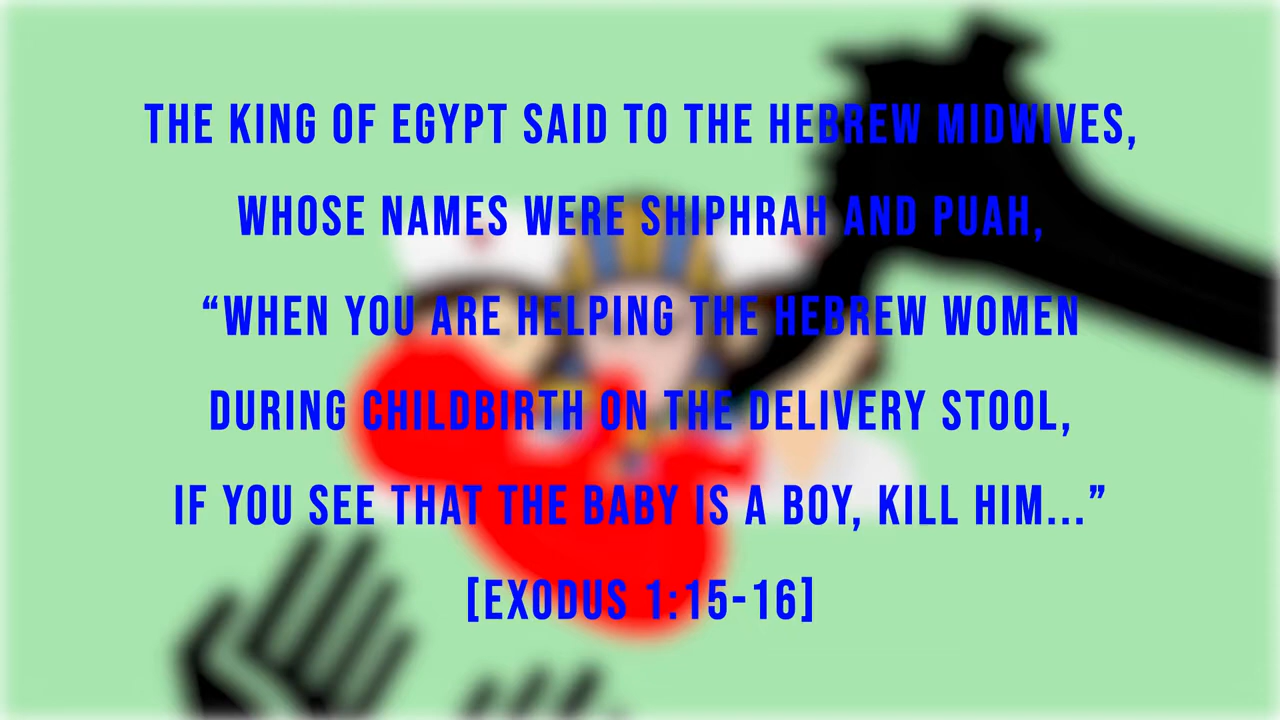 THE KING OF EGYPT SAID TO THE HEBREW MIDWIVES,
WHOSE NAMES WERE SHIPHRAH AND PUAH,
“WHEN YOU ARE HELPING THE HEBREW WOMEN
DURING CHILDBIRTH ON THE DELIVERY STOOL,
IF YOU SEE THAT THE BABY IS A BOY, KILL HIM...”
[EXODUS 1:15-16]